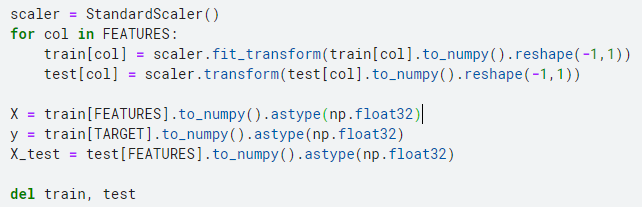 scaler = StandardScaler()
for col in FEATURES:
    train[col] = scaler.fit_transform(train[col].to_numpy().reshape(-1,1))
    test[col] = scaler.transform(test[col].to_numpy().reshape(-1,1))
X = train[FEATURES].to_numpy().astype(np.float32)
y = train[TARGET].to_numpy().astype(np.float32)
X_test = test[FEATURES].to_numpy().astype(np.float32)
del train, test